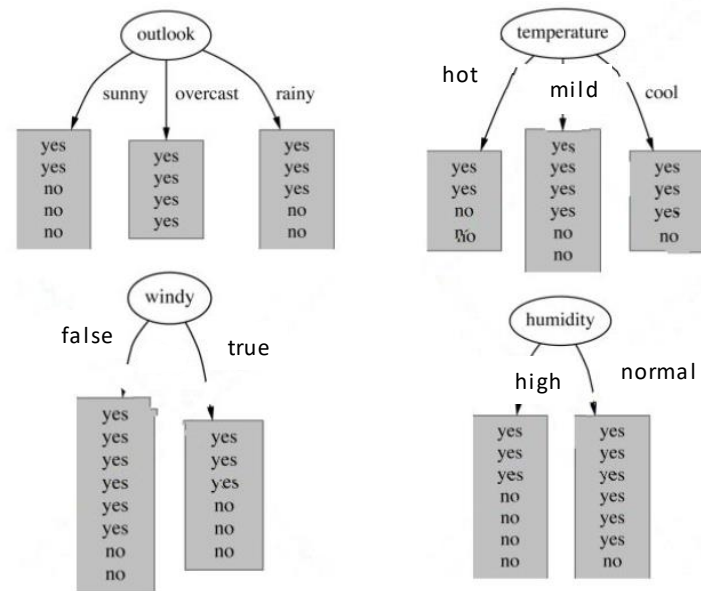 outlook
sunny overcast rainy
yes
yes
no
no
no
yes
yes
yes
yes
yes
yes
yes
no
no
temperature
hot mild cool
yes
yes
no
no
yes
yes
yes
yes
no
no
yes
yes
yes
no
windy
false true
yes
yes
yes
yes
yes
yes
no
no
yes
yes
yes
no
no
no
humidity
high normal
yes
yes
yes
no
no
no
no
yes
yes
yes
yes
yes
yes
no